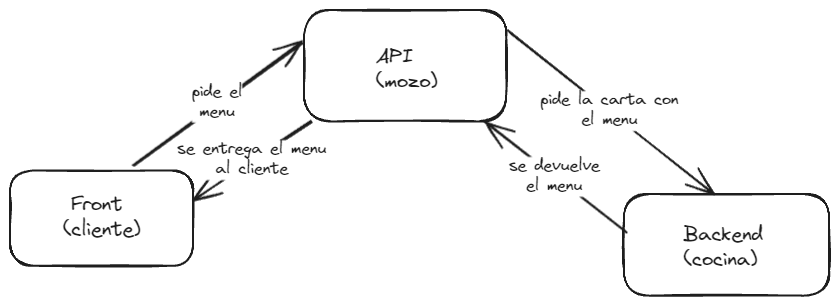 API
(mozo)
pide el
menu
pide la carta con
el menu
se entrega el menu
al cliente
se devuelve
el menu
Front
(cliente)
Backend
(cocina)